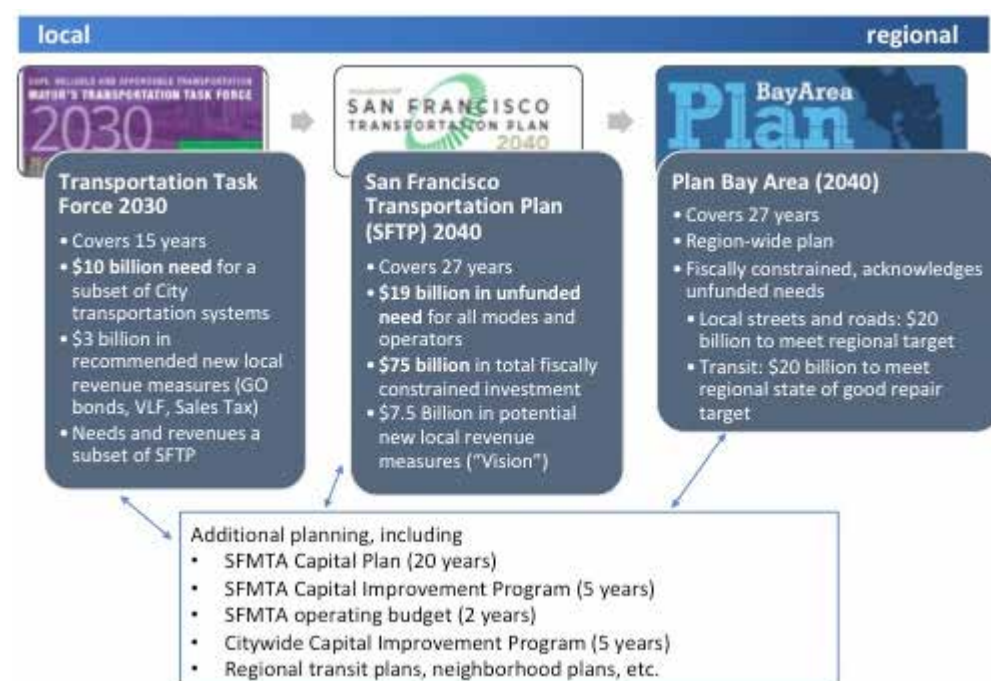 local
regional
SAFE, RELIABLE AND AFFORDABLE TRANSPORTATION
MAYOR'S TRANSPORTATION TASK FORCE
2030
SAN FRANCISCO
TRANSPORTATION PLAN
2040
BayArea
Plan
Transportation Task
Force 2030
• Covers 15 years
• $10 billion need for a
subset of City
transportation systems
• $3 billion in
recommended new local
revenue measures (GO
bonds, VLF, Sales Tax)
• Needs and revenues a
subset of SFTP
San Francisco
Transportation Plan
(SFTP) 2040
• Covers 27 years
• $19 billion in unfunded
need for all modes and
operators
• $75 billion in total fiscally
constrained investment
• $7.5 Billion in potential
new local revenue
measures (“Vision”)
Plan Bay Area (2040)
• Covers 27 years
• Region-wide plan
• Fiscally constrained, acknowledges
unfunded needs
• Local streets and roads: $20
billion to meet regional target
• Transit: $20 billion to meet
regional state of good repair
target
Additional planning, including
• SFMTA Capital Plan (20 years)
• SFMTA Capital Improvement Program (5 years)
• SFMTA operating budget (2 years)
• Citywide Capital Improvement Program (5 years)
• Regional transit plans, neighborhood plans, etc.